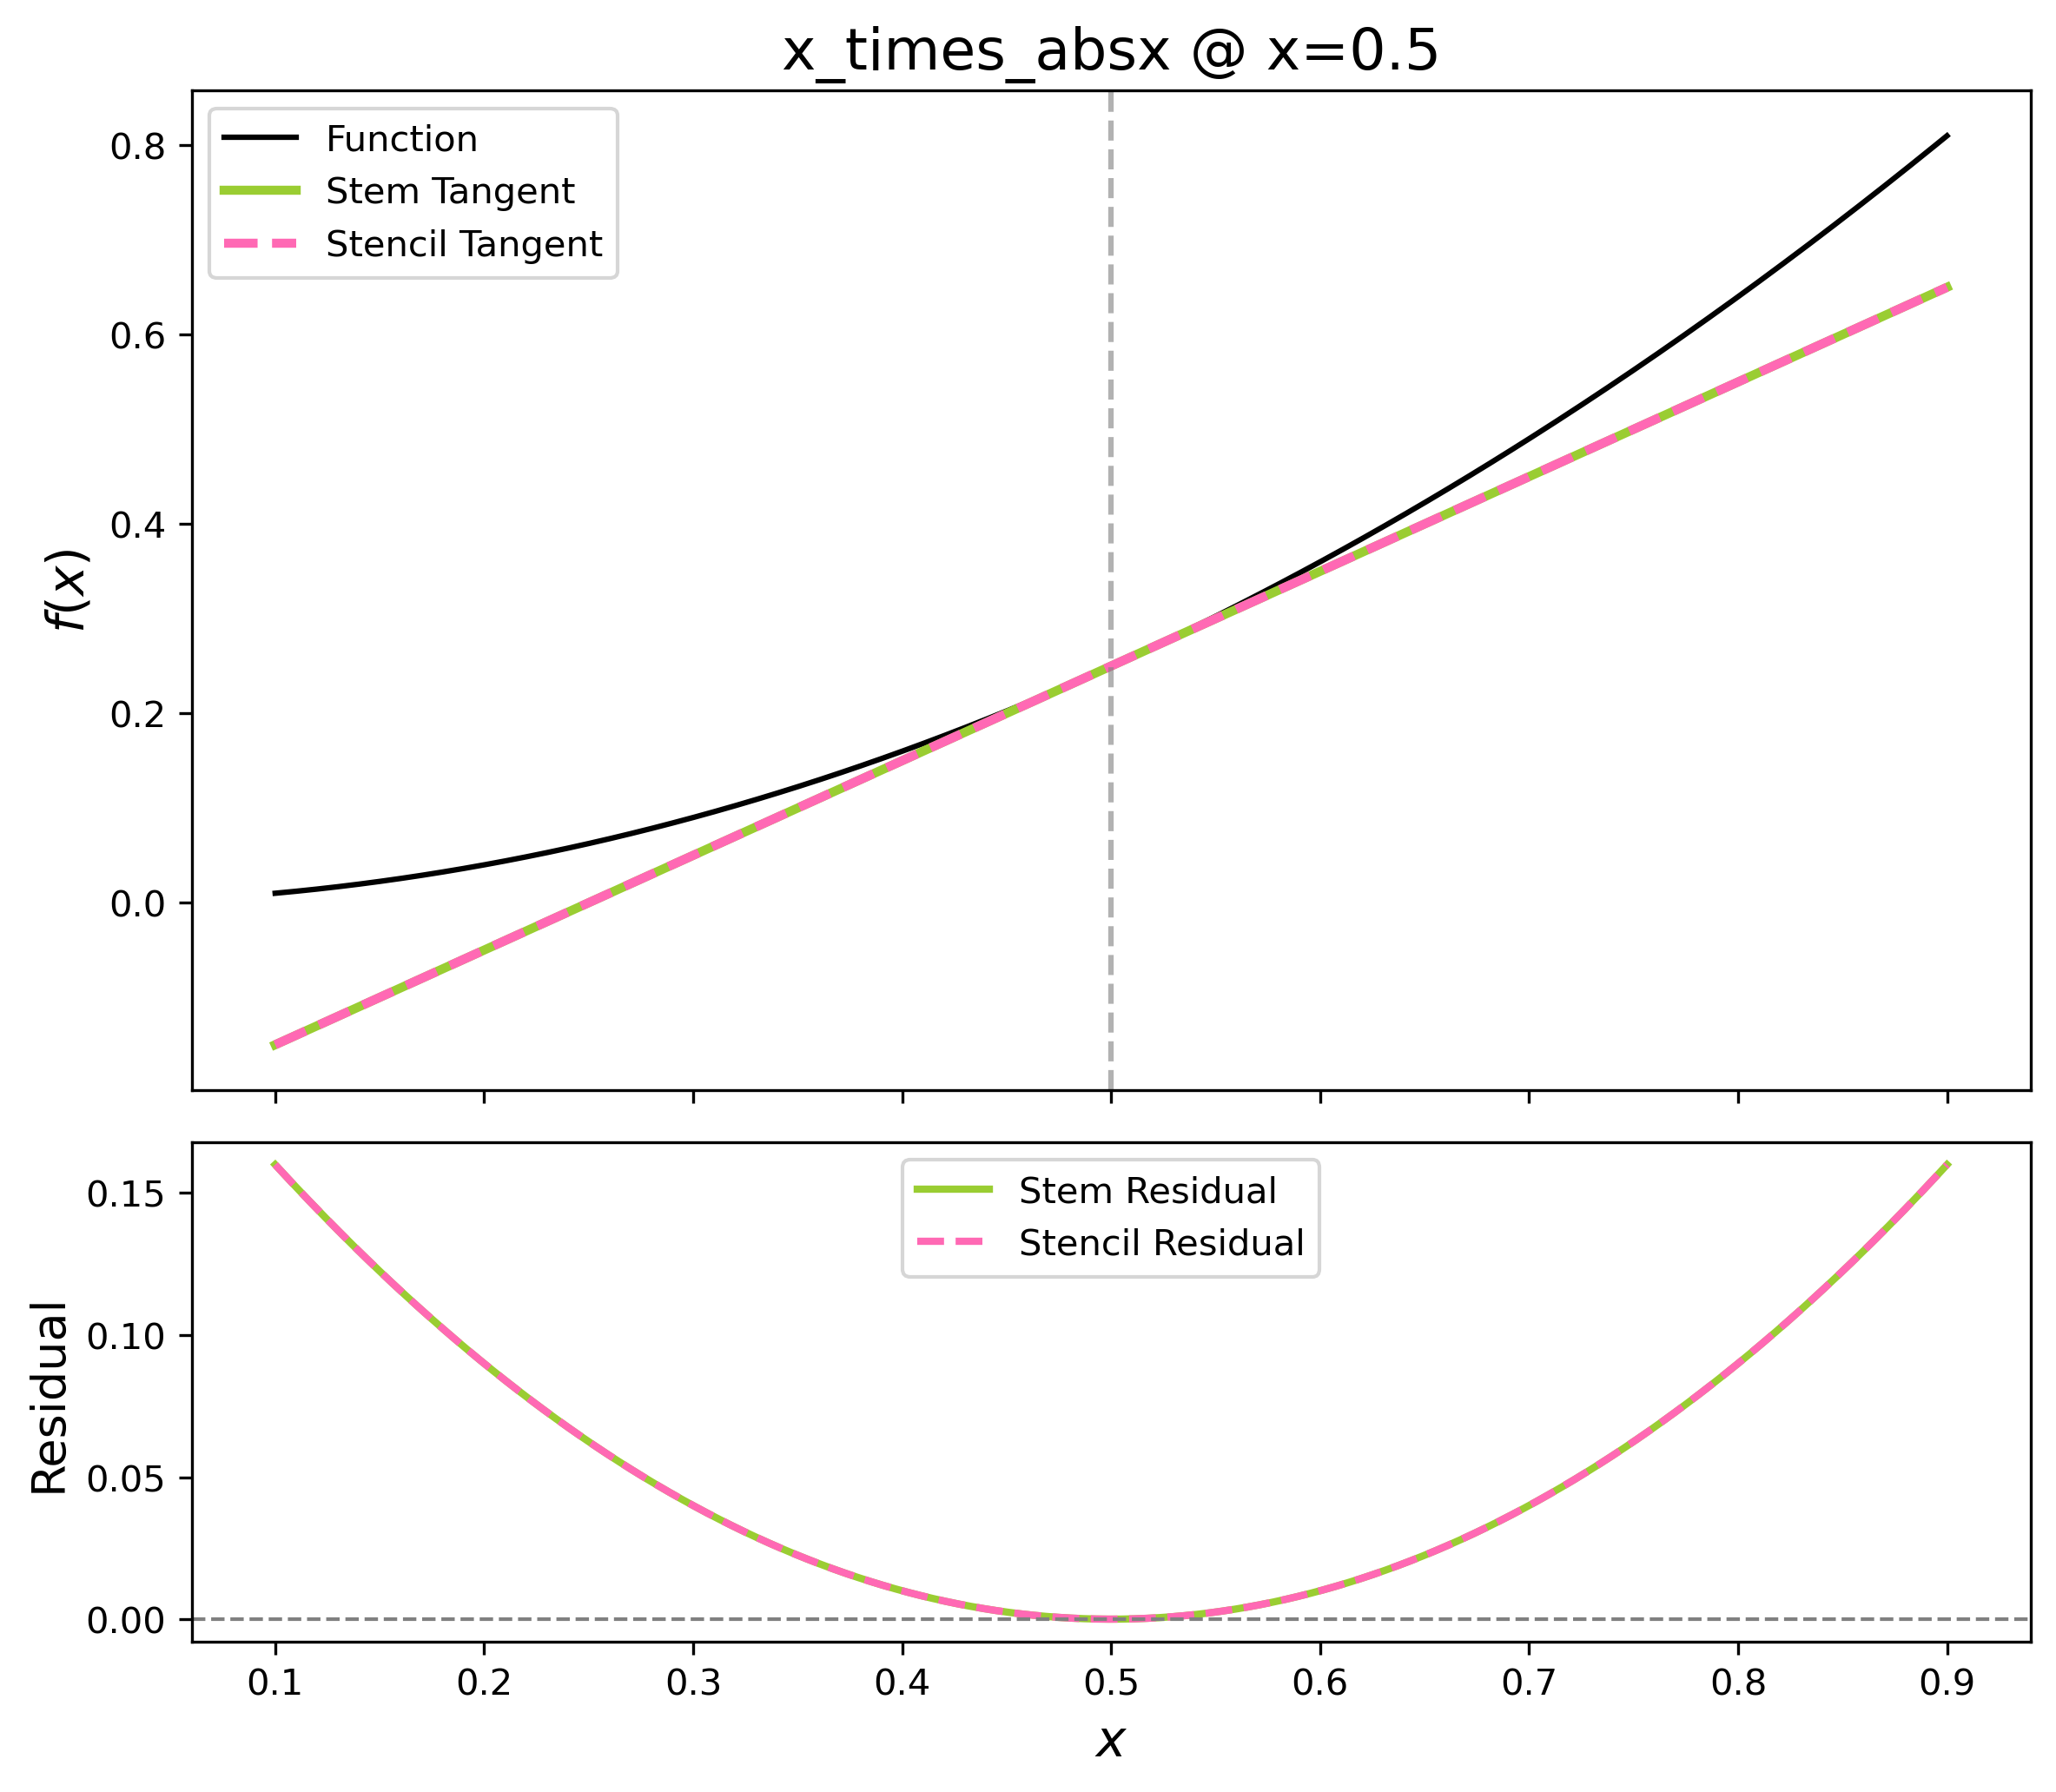 x_times_absx @ x=0.5
Function
Stem Tangent
Stencil Tangent
0.8
0.6
0.4
0.2
0.0
f(x)
Stem Residual
Stencil Residual
0.15
0.10
0.05
0.00
Residual
0.1 0.2 0.3 0.4 0.5 0.6 0.7 0.8 0.9
x